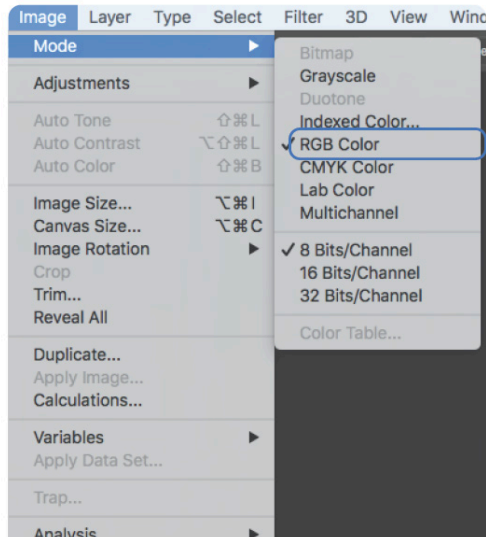 Image Layer Type Select Filter 3D View
Mode ▶
Adjustments ▶
Auto Tone ⇧⌘L
Auto Contrast ⌥⇧⌘L
Auto Color ⇧⌘B
Image Size... ⌥⌘I
Canvas Size... ⌥⌘C
Image Rotation ▶
Crop
Trim...
Reveal All
Duplicate...
Apply Image...
Calculations...
Variables ▶
Apply Data Set...
Trap...
Analysis ▶
Bitmap
Grayscale
Duotone
Indexed Color...
✓ RGB Color
CMYK Color
Lab Color
Multichannel
✓ 8 Bits/Channel
16 Bits/Channel
32 Bits/Channel
Color Table...